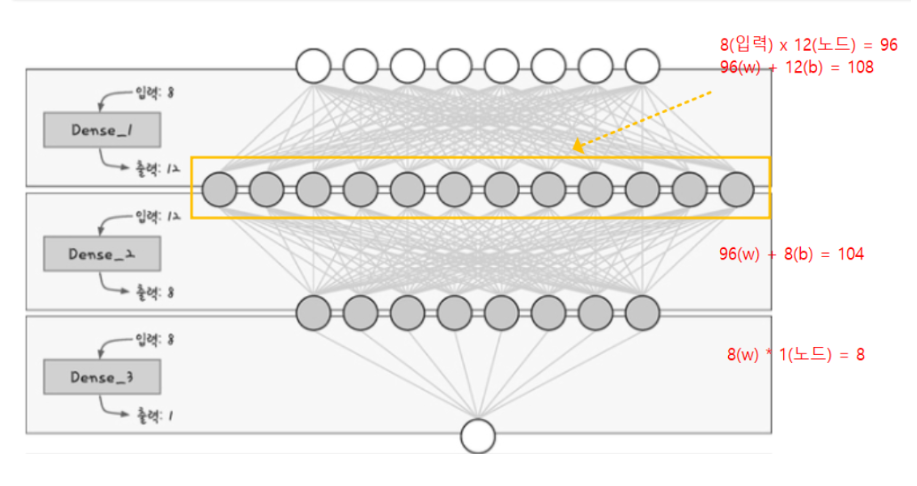 8(입력) x 12(노드) = 96
96(w) + 12(b) = 108
입력: 8
Dense_1
출력: 12
입력: 12
Dense_2
출력: 8
96(w) + 8(b) = 104
입력: 8
Dense_3
출력: 1
8(w) * 1(노드) = 8